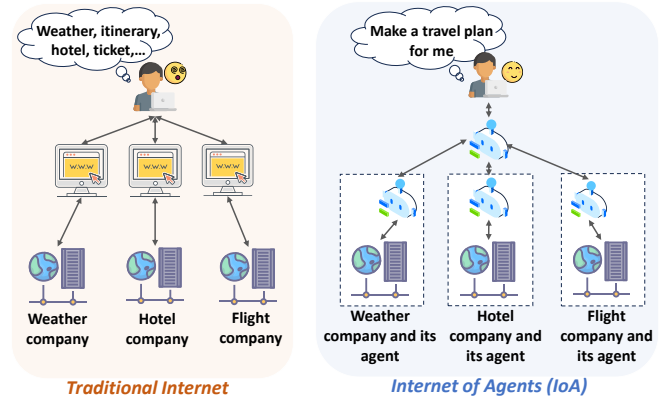 Weather, itinerary,
hotel, ticket,...
www
www
www
Weather
company
Hotel
company
Flight
company
Traditional Internet
Make a travel plan
for me
Weather
company and its
agent
Hotel
company and
its agent
Flight
company and
its agent
Internet of Agents (IoA)